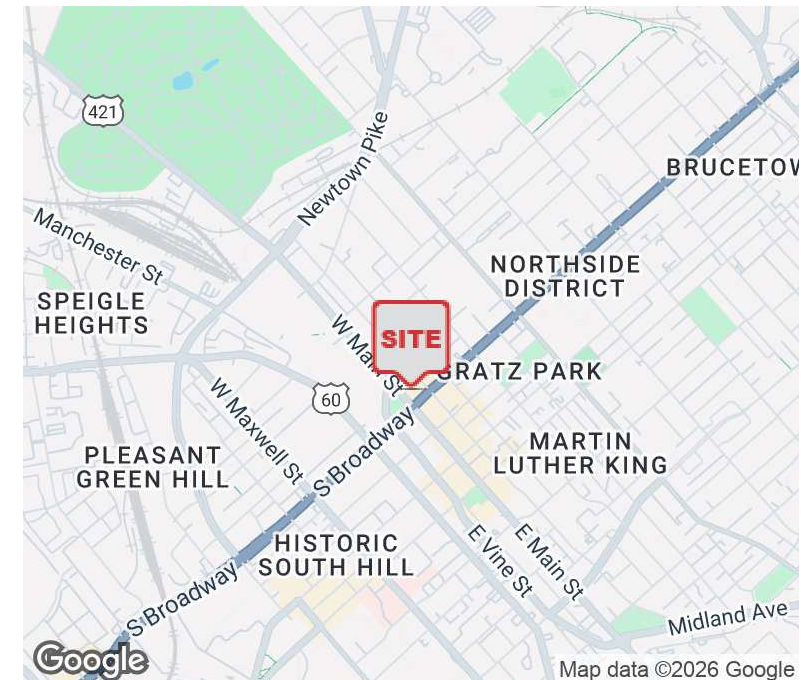 421
Newtown Pike
BRUCETOW
Manchester St
NORTHSIDE
DISTRICT
SPEIGLE
HEIGHTS
W Main St
SITE
GRATZ PARK
60
W Maxwell St
S Broadway
PLEASANT
GREEN HILL
MARTIN
LUTHER KING
HISTORIC
SOUTH HILL
E Vine St
E Main St
S Broadway
Midland Ave
Google
Map data ©2026 Google